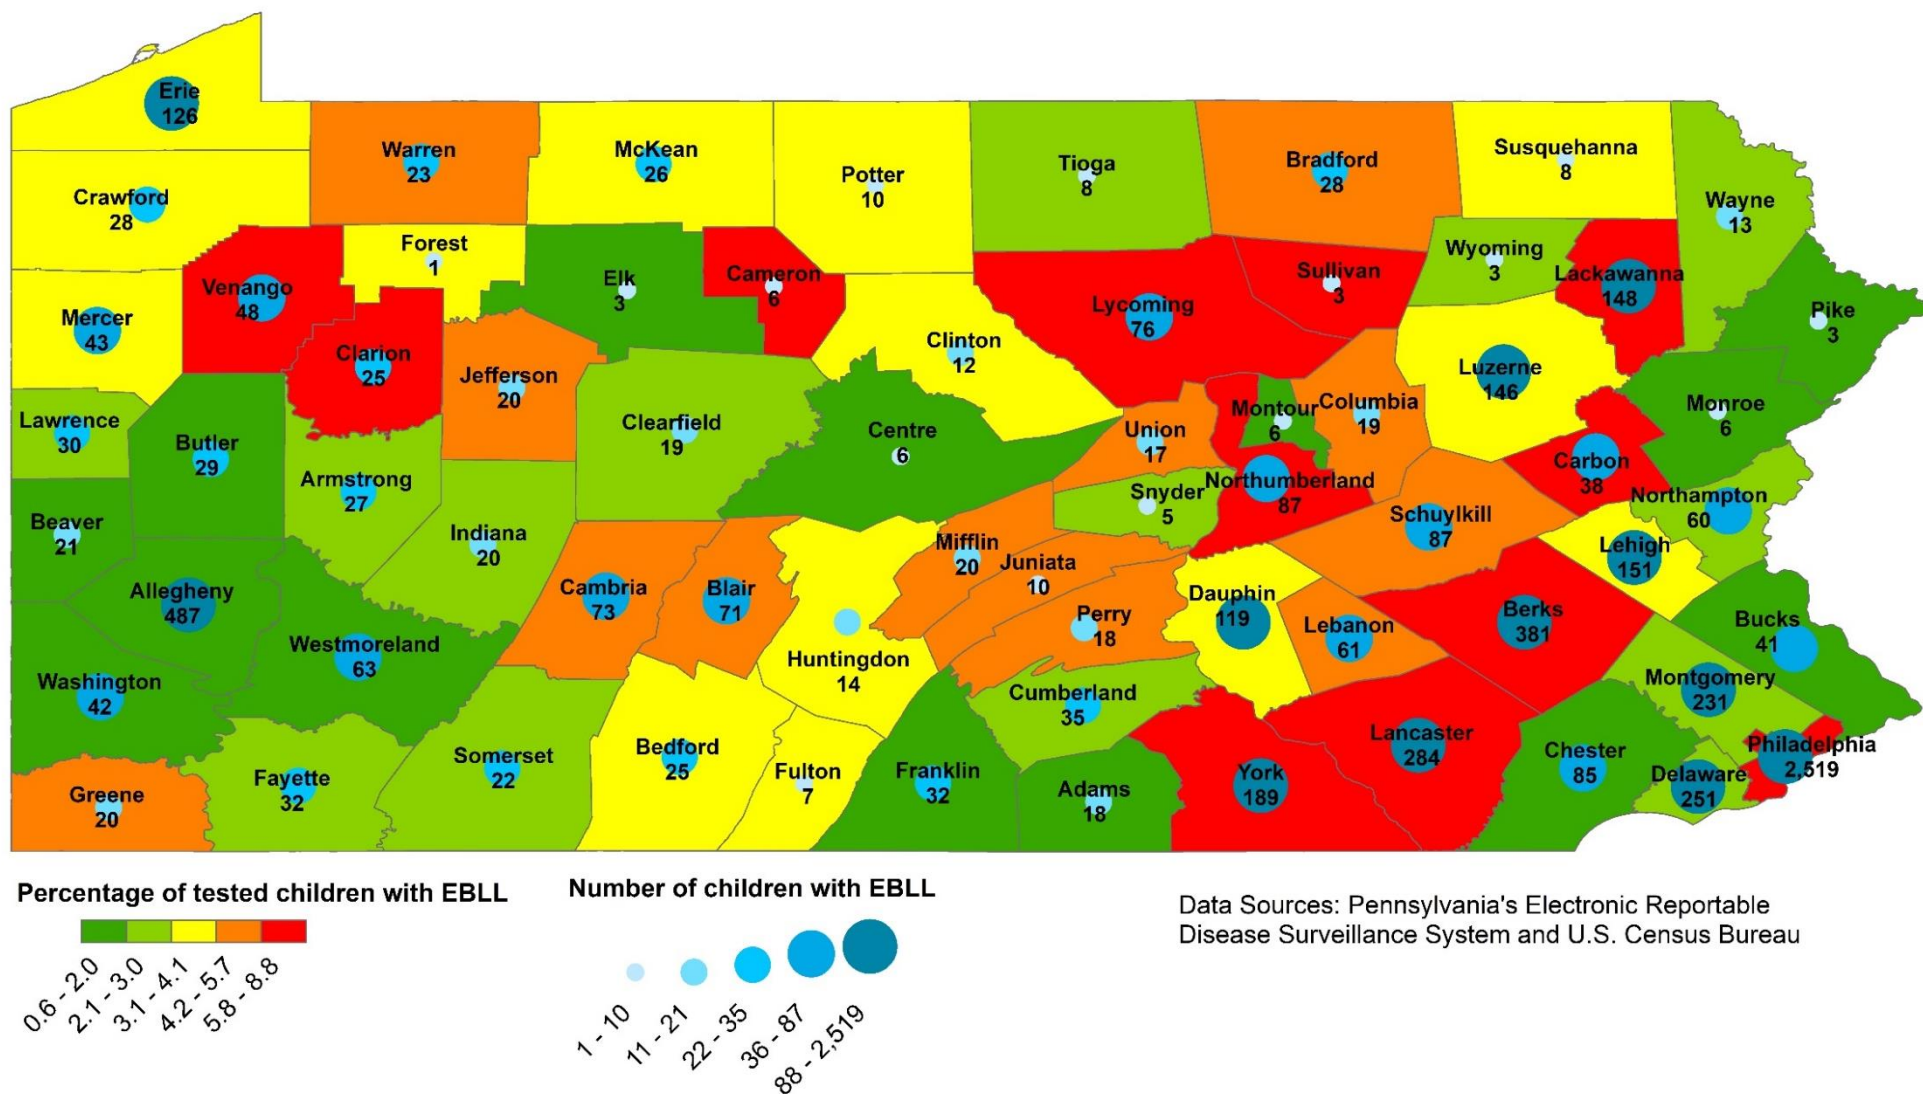 Erie
126
Warren
23
McKean
26
Potter
10
Tioga
8
Bradford
28
Susquehanna
8
Wayne
13
Crawford
28
Forest
1
Elk
3
Cameron
6
Venango
48
Mercer
43
Clarion
25
Jefferson
20
Clinton
12
Lycoming
76
Sullivan
3
Wyoming
3
Lackawanna
148
Pike
3
Luzerne
146
Monroe
6
Lawrence
30
Butler
29
Armstrong
27
Clearfield
19
Centre
6
Union
17
Montour
6
Columbia
19
Carbon
38
Northampton
60
Beaver
21
Indiana
20
Snyder
5
Northumberland
87
Schuylkill
87
Lehigh
151
Allegheny
487
Westmoreland
63
Cambria
73
Blair
71
Huntingdon
14
Mifflin
20
Juniata
10
Perry
18
Dauphin
119
Lebanon
61
Berks
381
Bucks
41
Washington
42
Greene
20
Fayette
32
Somerset
22
Bedford
25
Fulton
7
Franklin
32
Cumberland
35
Adams
18
York
189
Lancaster
284
Chester
85
Montgomery
231
Delaware
251
Philadelphia
2,519
Percentage of tested children with EBLL
0.6 - 2.0
2.1 - 3.0
3.1 - 4.1
4.2 - 5.7
5.8 - 8.8
Number of children with EBLL
1 - 10
11 - 21
22 - 35
36 - 87
88 - 2,519
Data Sources: Pennsylvania's Electronic Reportable
Disease Surveillance System and U.S. Census Bureau